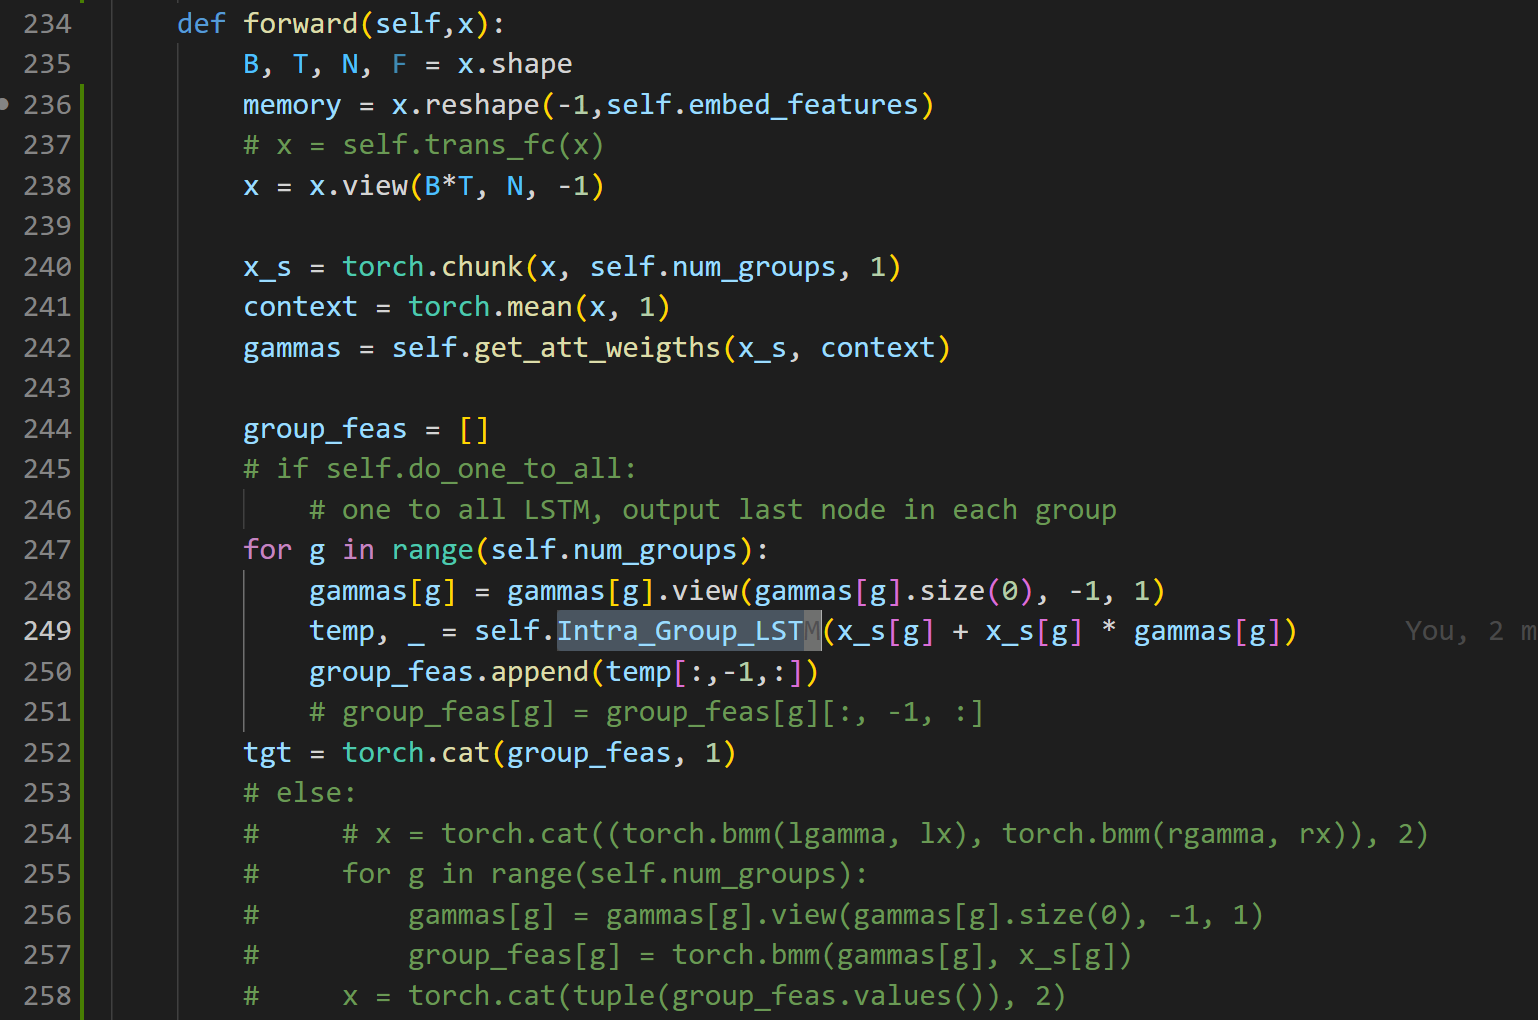 234 def forward(self,x):
235 B, T, N, F = x.shape
236 memory = x.reshape(-1,self.embed_features)
237 # x = self.trans_fc(x)
238 x = x.view(B*T, N, -1)
239
240 x_s = torch.chunk(x, self.num_groups, 1)
241 context = torch.mean(x, 1)
242 gammas = self.get_att_weigths(x_s, context)
243
244 group_feas = []
245 # if self.do_one_to_all:
246 # one to all LSTM, output last node in each group
247 for g in range(self.num_groups):
248 gammas[g] = gammas[g].view(gammas[g].size(0), -1, 1)
249 temp, _ = self.Intra_Group_LSTM(x_s[g] + x_s[g] * gammas[g]) You, 2 m
250 group_feas.append(temp[:,-1,:])
251 # group_feas[g] = group_feas[g][:, -1, :]
252 tgt = torch.cat(group_feas, 1)
253 # else:
254 # # x = torch.cat((torch.bmm(lgamma, lx), torch.bmm(rgamma, rx)), 2)
255 # for g in range(self.num_groups):
256 # gammas[g] = gammas[g].view(gammas[g].size(0), -1, 1)
257 # group_feas[g] = torch.bmm(gammas[g], x_s[g])
258 # x = torch.cat(tuple(group_feas.values()), 2)